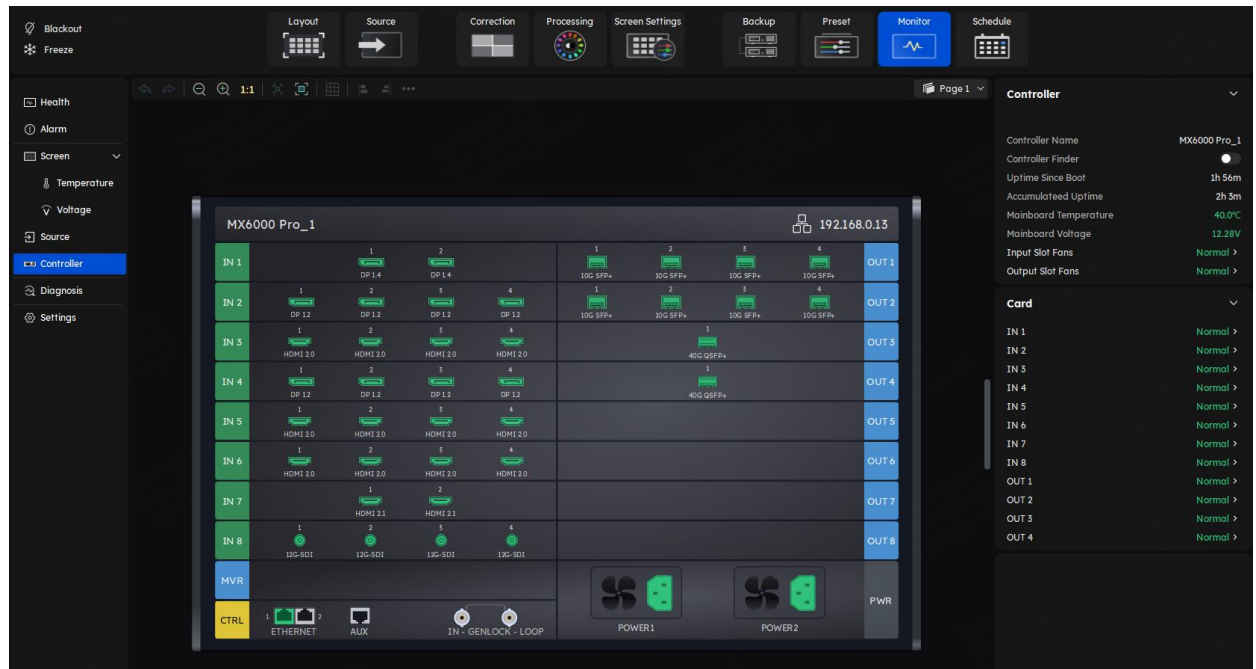 Blackout
Freeze
Layout Source Correction Processing Screen Settings Backup Preset Monitor Schedule
1:1
Page 1
Health
Alarm
Screen
Temperature
Voltage
Source
Controller
Diagnosis
Settings
MX6000 Pro_1 192.168.0.13
IN 1
1 2
DP 1.4 DP 1.4
1 2 3 4
10G SFP+ 10G SFP+ 10G SFP+ 10G SFP+
OUT 1
IN 2
1 2 3 4
DP 1.2 DP 1.2 DP 1.2 DP 1.2
1 2 3 4
10G SFP+ 10G SFP+ 10G SFP+ 10G SFP+
OUT 2
IN 3
1 2 3 4
HDMI 2.0 HDMI 2.0 HDMI 2.0 HDMI 2.0
1
40G QSFP+
OUT 3
IN 4
1 2 3 4
DP 1.2 DP 1.2 DP 1.2 DP 1.2
1
40G QSFP+
OUT 4
IN 5
1 2 3 4
HDMI 2.0 HDMI 2.0 HDMI 2.0 HDMI 2.0
OUT 5
IN 6
1 2 3 4
HDMI 2.0 HDMI 2.0 HDMI 2.0 HDMI 2.0
OUT 6
IN 7
1 2
HDMI 2.1 HDMI 2.1
OUT 7
IN 8
1 2 3 4
12G-SDI 12G-SDI 12G-SDI 12G-SDI
OUT 8
MVR
CTRL
1 2
ETHERNET AUX IN - GENLOCK - LOOP
POWER1 POWER2
PWR
Controller
Controller Name MX6000 Pro_1
Controller Finder
Uptime Since Boot 1h 56m
Accumulateed Uptime 2h 3m
Mainboard Temperature 40.0°C
Mainboard Voltage 12.28V
Input Slot Fans Normal >
Output Slot Fans Normal >
Card
IN 1 Normal >
IN 2 Normal >
IN 3 Normal >
IN 4 Normal >
IN 5 Normal >
IN 6 Normal >
IN 7 Normal >
IN 8 Normal >
OUT 1 Normal >
OUT 2 Normal >
OUT 3 Normal >
OUT 4 Normal >